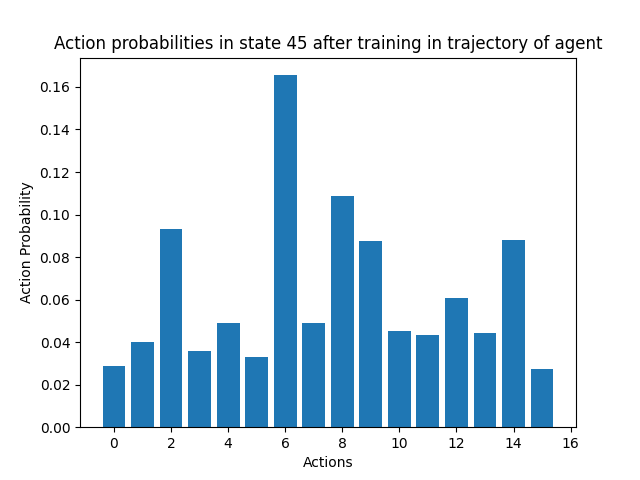 Action probabilities in state 45 after training in trajectory of agent
0.16
0.14
0.12
0.10
0.08
0.06
0.04
0.02
0.00
Action Probability
0 2 4 6 8 10 12 14 16
Actions